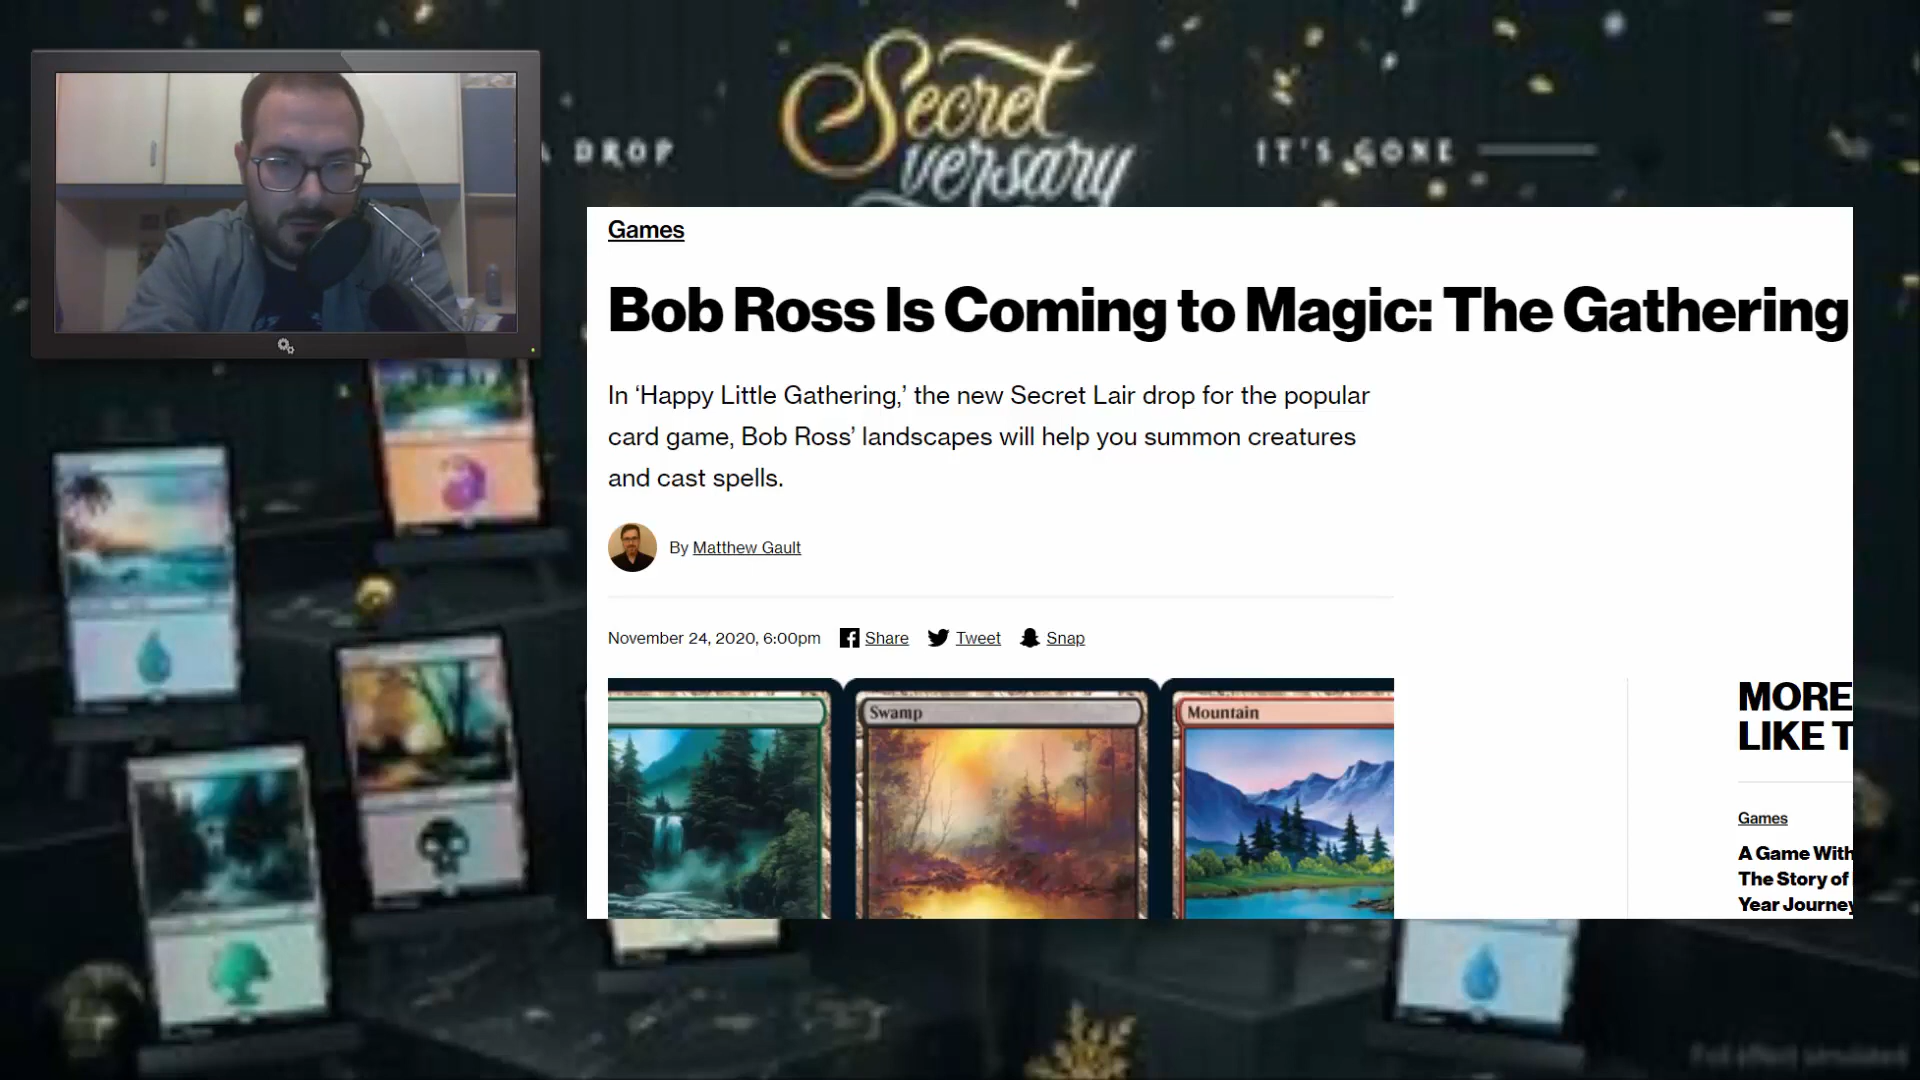 Secret
versary
DROP
IT'S GONE
Games
Bob Ross Is Coming to Magic: The Gathering
In ‘Happy Little Gathering,’ the new Secret Lair drop for the popular
card game, Bob Ross’ landscapes will help you summon creatures
and cast spells.
By Matthew Gault
November 24, 2020, 6:00pm Share Tweet Snap
Swamp
Mountain
MORE
LIKE T
Games
A Game With
The Story of
Year Journey
Foil effect simulated